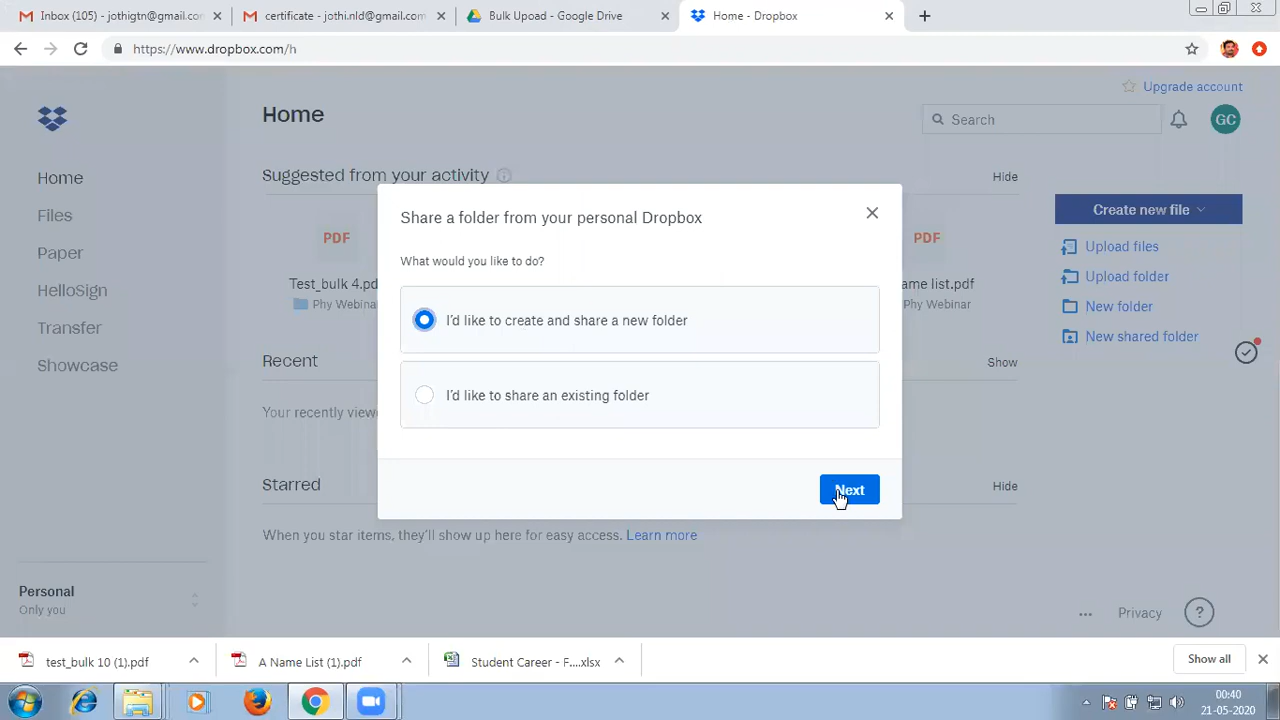 Inbox (105) - jothigtn@gmail.co
certificate - jothi.nld@gmail.com
Bulk Upoad - Google Drive
Home - Dropbox
https://www.dropbox.com/h
Upgrade account
Home
Search
GC
Suggested from your activity
Hide
Home
Files
Paper
HelloSign
Transfer
Showcase
PDF
Test_bulk 4.pd
Phy Webinar
PDF
ame list.pdf
Phy Webinar
Create new file
Upload files
Upload folder
New folder
New shared folder
Share a folder from your personal Dropbox
What would you like to do?
I'd like to create and share a new folder
I'd like to share an existing folder
Next
Recent
Show
Your recently view
Starred
Hide
When you star items, they'll show up here for easy access. Learn more
Personal
Only you
Privacy
?
test_bulk 10 (1).pdf
A Name List (1).pdf
Student Career - F....xlsx
Show all
00:40
21-05-2020